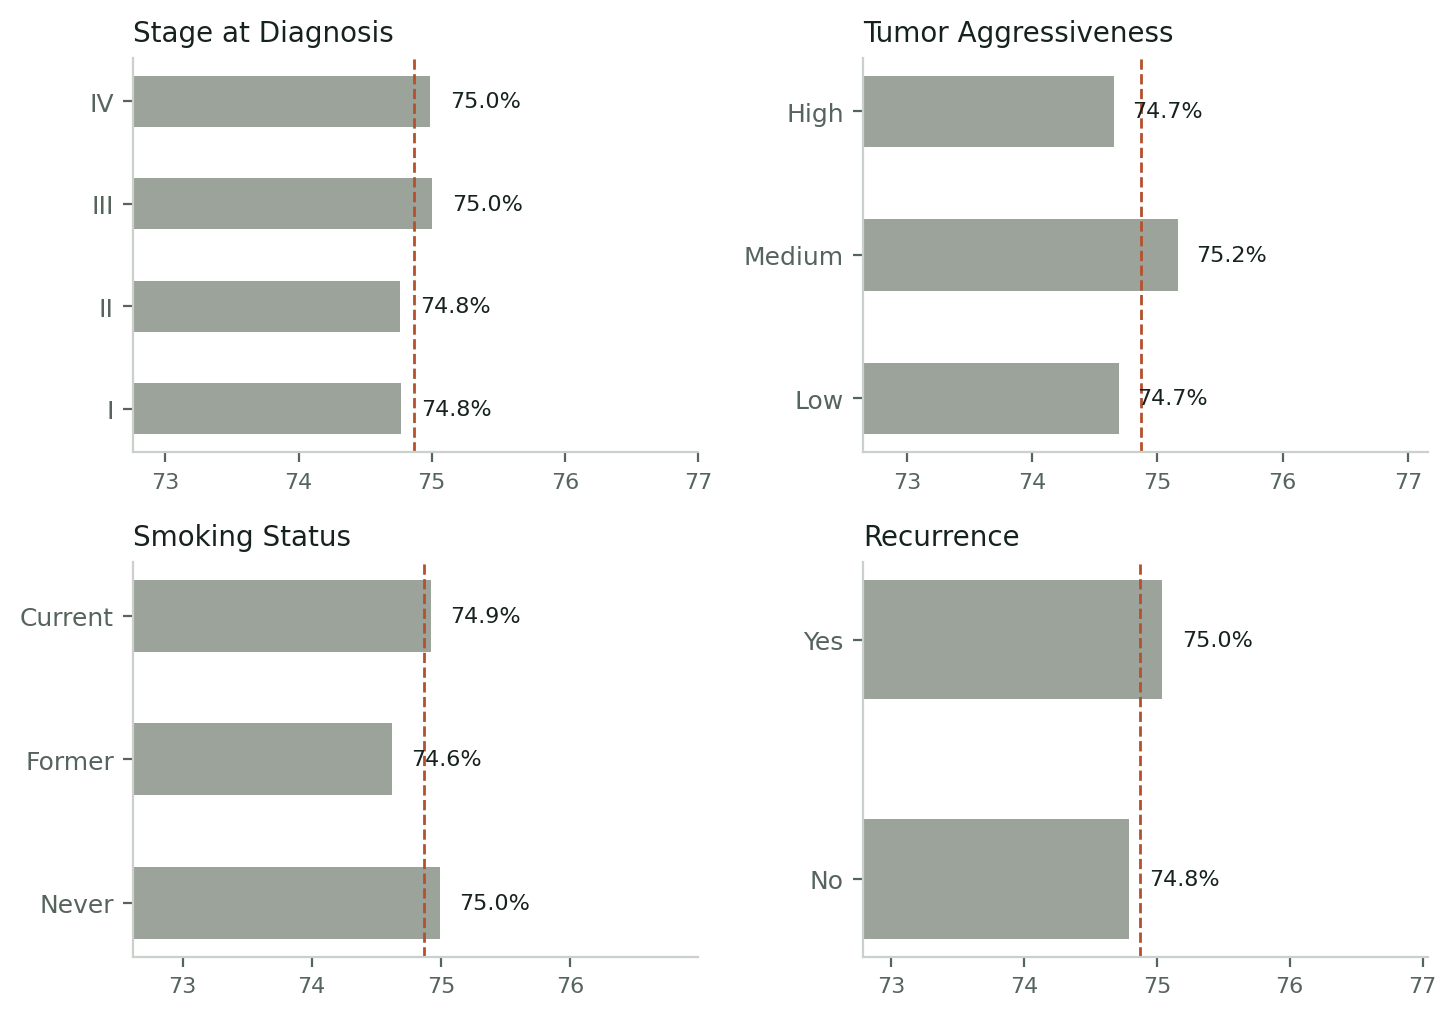 Stage at Diagnosis
IV
75.0%
III
75.0%
II
74.8%
I
74.8%
73 74 75 76 77
Tumor Aggressiveness
High
74.7%
Medium
75.2%
Low
74.7%
73 74 75 76 77
Smoking Status
Current
74.9%
Former
74.6%
Never
75.0%
73 74 75 76
Recurrence
Yes
75.0%
No
74.8%
73 74 75 76 77